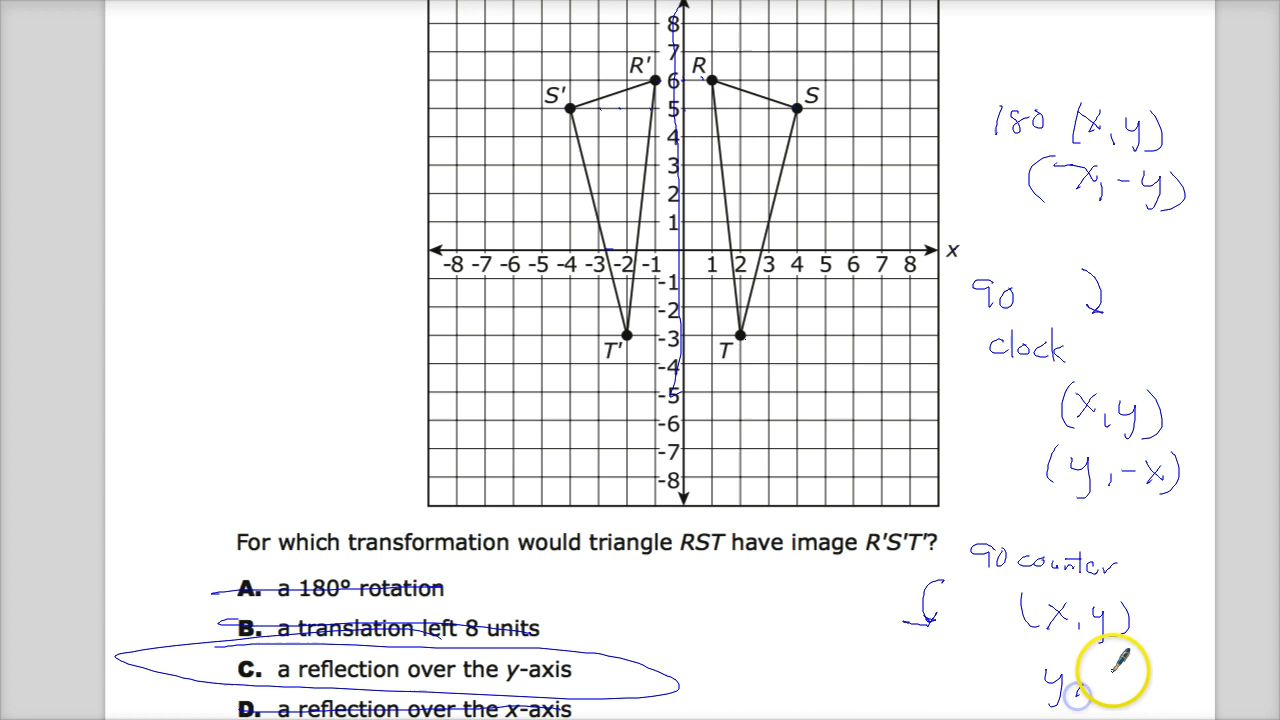 8
7
R' 6 R
S' 5 S
4
3
2
1
-8 -7 -6 -5 -4 -3 -2 -1 1 2 3 4 5 6 7 8 x
-1
-2
T' -3 T
-4
-5
-6
-7
-8
For which transformation would triangle RST have image R'S'T'?
A. a 180° rotation
B. a translation left 8 units
C. a reflection over the y-axis
D. a reflection over the x-axis
180 (x, y)
(-x, -y)
90
clock
(x, y)
(y, -x)
90 counter
(x, y)
y,